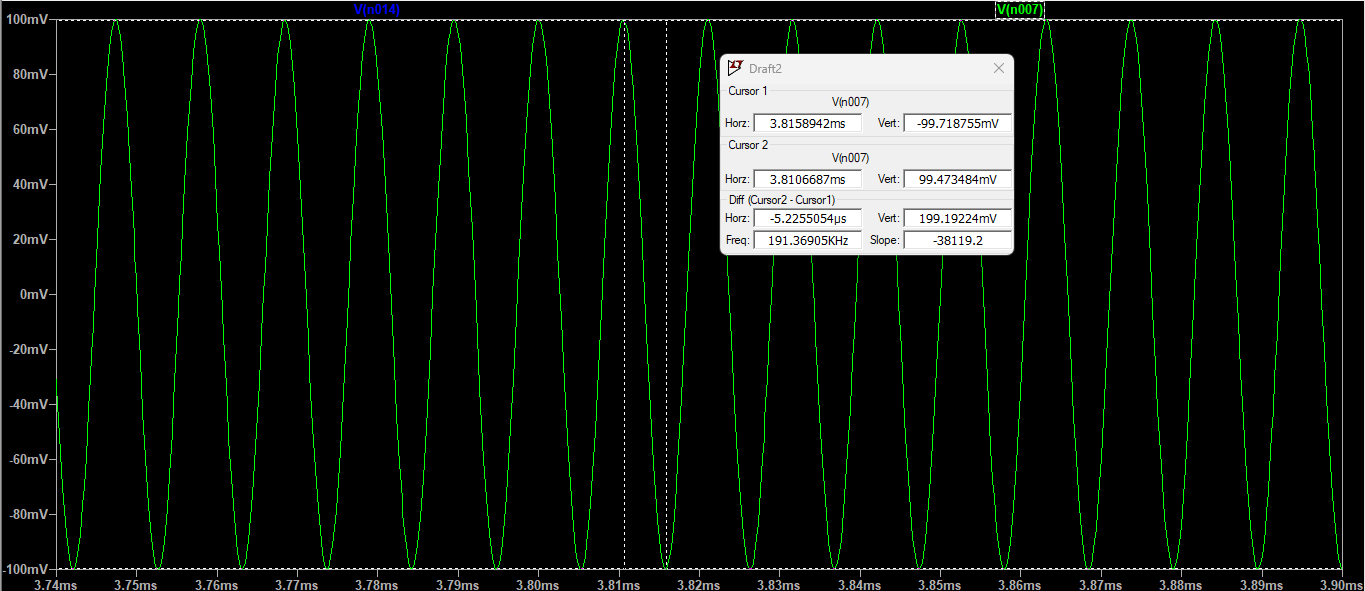 V(n014) V(n007)
100mV
80mV
60mV
40mV
20mV
0mV
-20mV
-40mV
-60mV
-80mV
-100mV
3.74ms 3.75ms 3.76ms 3.77ms 3.78ms 3.79ms 3.80ms 3.81ms 3.82ms 3.83ms 3.84ms 3.85ms 3.86ms 3.87ms 3.88ms 3.89ms 3.90ms
Draft2
Cursor 1
V(n007)
Horz: 3.8158942ms Vert: -99.718755mV
Cursor 2
V(n007)
Horz: 3.8106687ms Vert: 99.473484mV
Diff (Cursor2 - Cursor1)
Horz: -5.2255054µs Vert: 199.19224mV
Freq: 191.36905KHz Slope: -38119.2